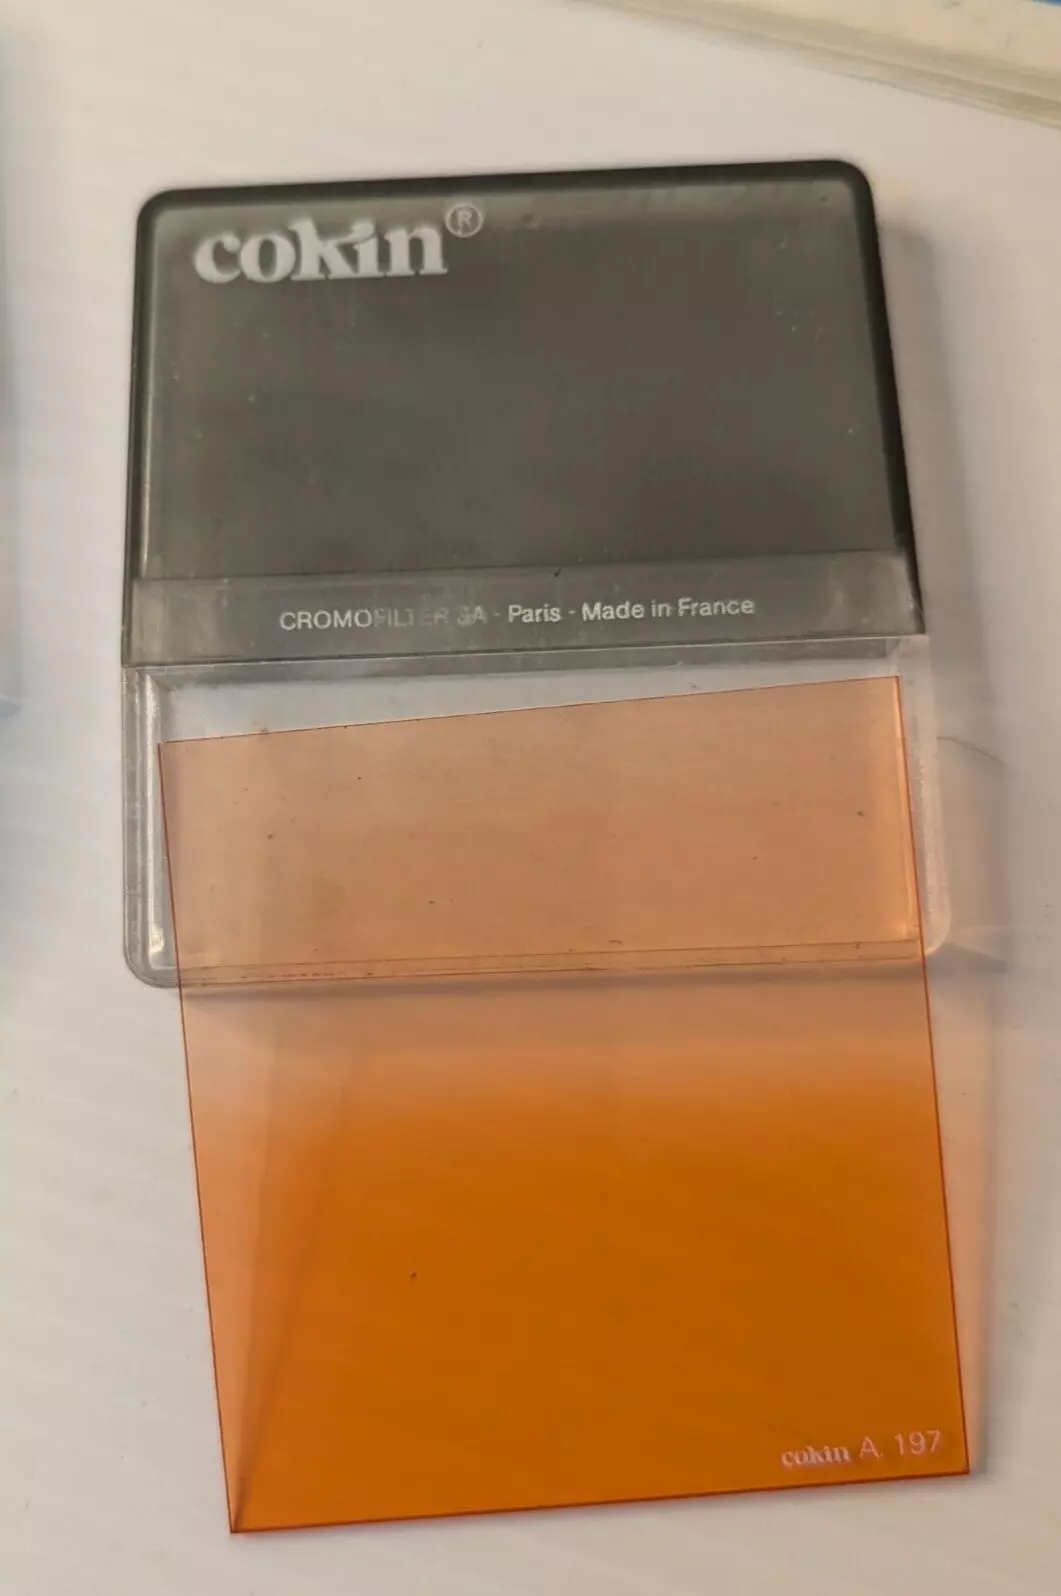 cokin®
CROMOFILTER SA - Paris - Made in France
cokin A. 197